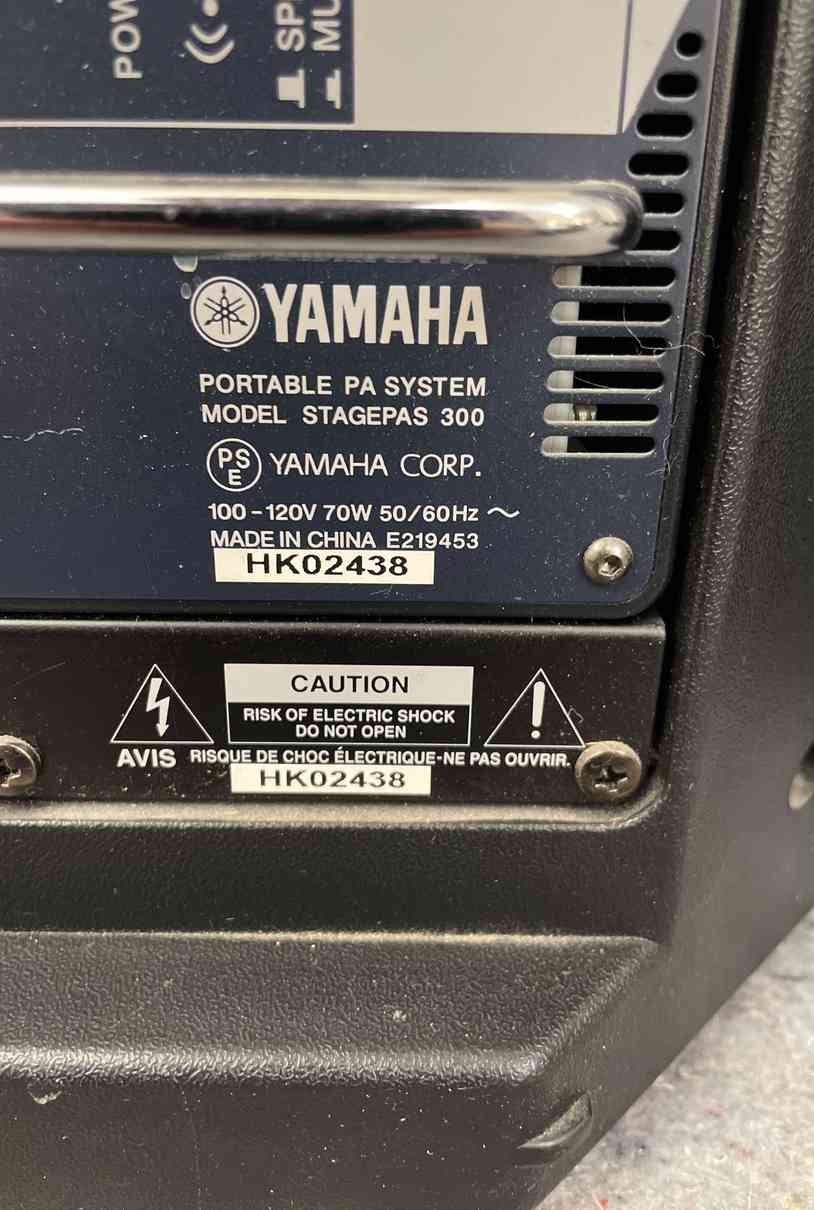 YAMAHA
PORTABLE PA SYSTEM
MODEL STAGEPAS 300
PS
E
YAMAHA CORP.
100-120V 70W 50/60Hz ~
MADE IN CHINA E219453
HK02438
CAUTION
RISK OF ELECTRIC SHOCK
DO NOT OPEN
AVIS RISQUE DE CHOC ÉLECTRIQUE-NE PAS OUVRIR.
HK02438